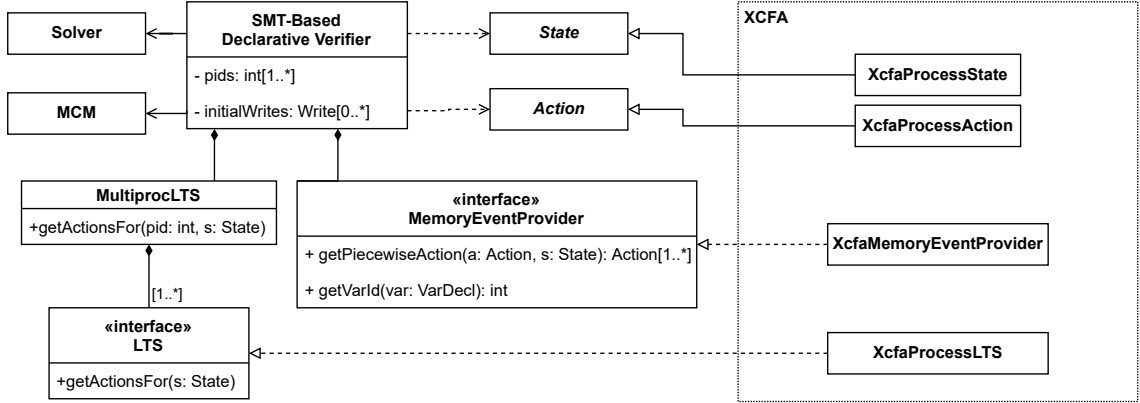 Solver
SMT-Based
Declarative Verifier
- pids: int[1..*]
- initialWrites: Write[0..*]
MCM
State
Action
XCFA
XcfaProcessState
XcfaProcessAction
MultiprocLTS
+getActionsFor(pid: int, s: State)
«interface»
MemoryEventProvider
+ getPiecewiseAction(a: Action, s: State): Action[1..*]
+ getVarId(var: VarDecl): int
XcfaMemoryEventProvider
[1..*]
«interface»
LTS
+getActionsFor(s: State)
XcfaProcessLTS